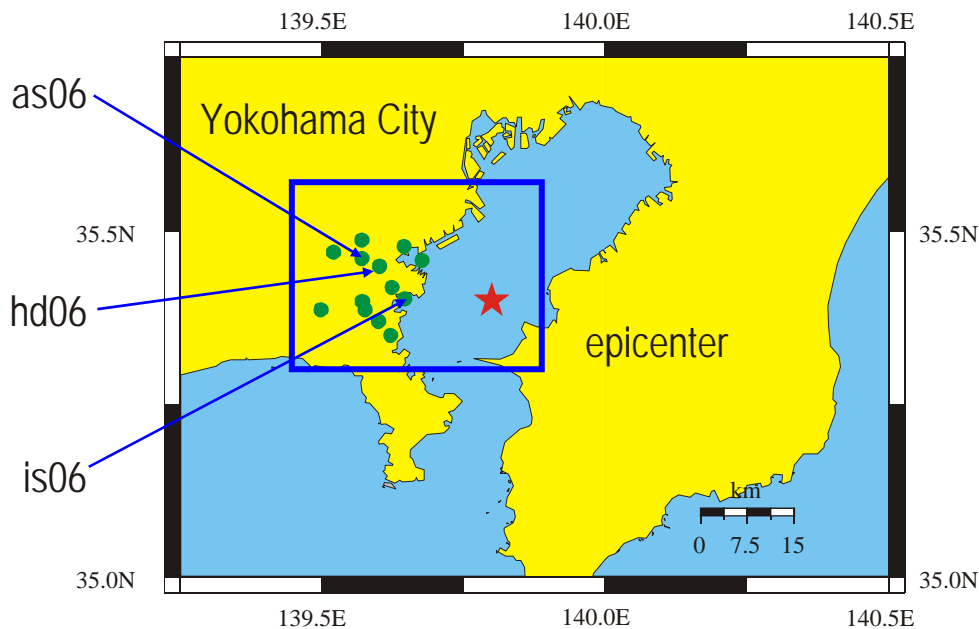 139.5E 140.0E 140.5E
as06
Yokohama City
35.5N 35.5N
hd06
epicenter
is06
km
0 7.5 15
35.0N 35.0N
139.5E 140.0E 140.5E